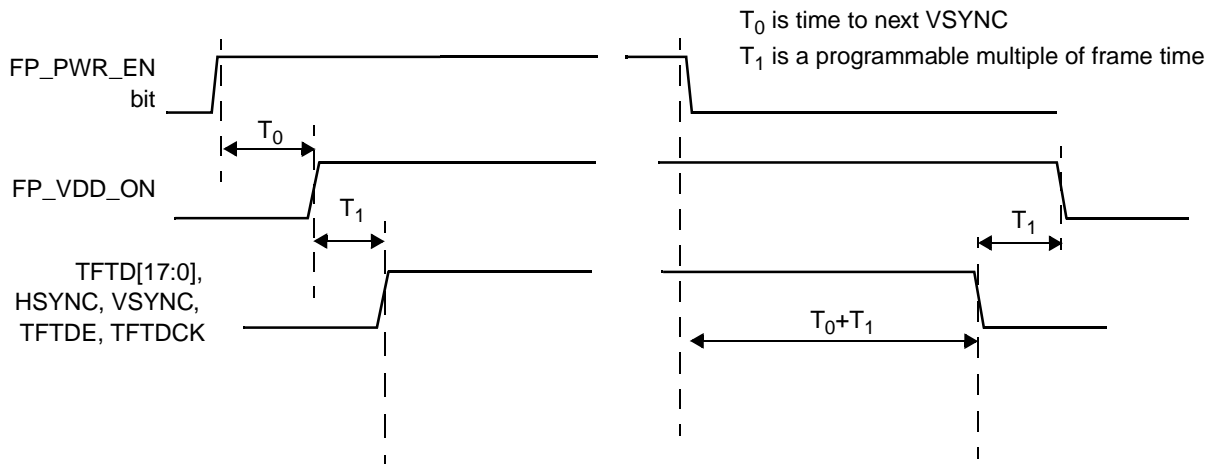 T0 is time to next VSYNC
T1 is a programmable multiple of frame time
FP_PWR_EN
bit
T0
FP_VDD_ON
T1
T1
TFTD[17:0],
HSYNC, VSYNC,
TFTDE, TFTDCK
T0+T1